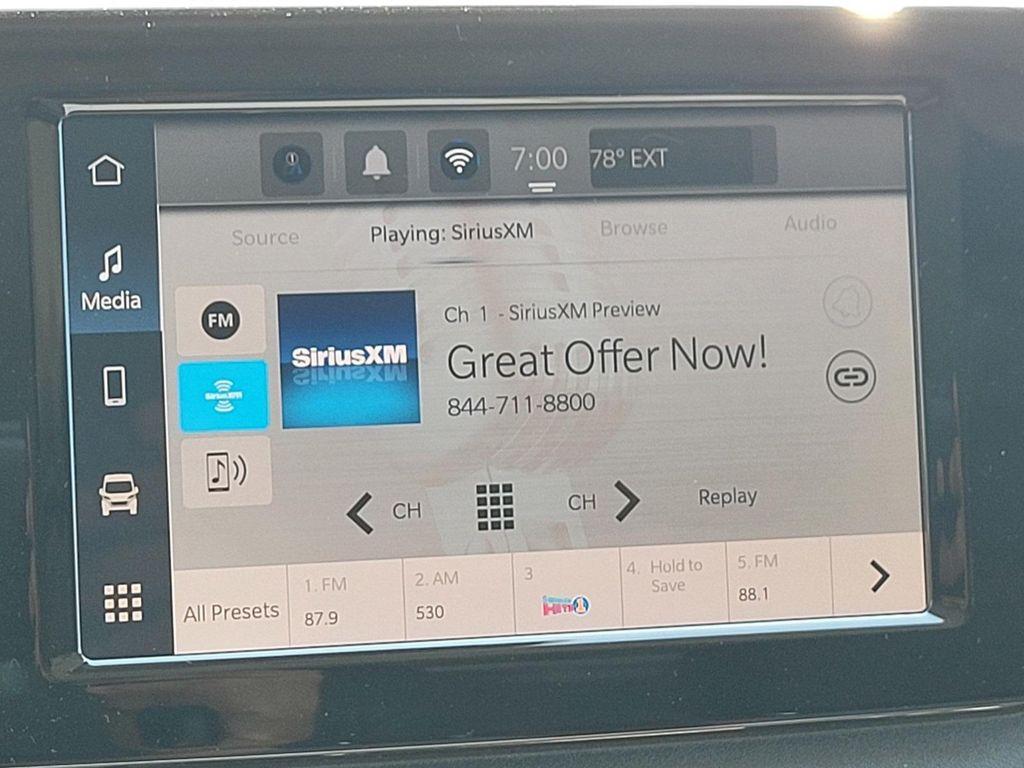 7:00
78° EXT
Source
Playing: SiriusXM
Browse
Audio
Media
FM
SiriusXM
SiriusXM
Ch 1 - SiriusXM Preview
Great Offer Now!
844-711-8800
CH
CH
Replay
All Presets
1. FM
87.9
2. AM
530
3
Hits 1
4. Hold to
Save
5. FM
88.1